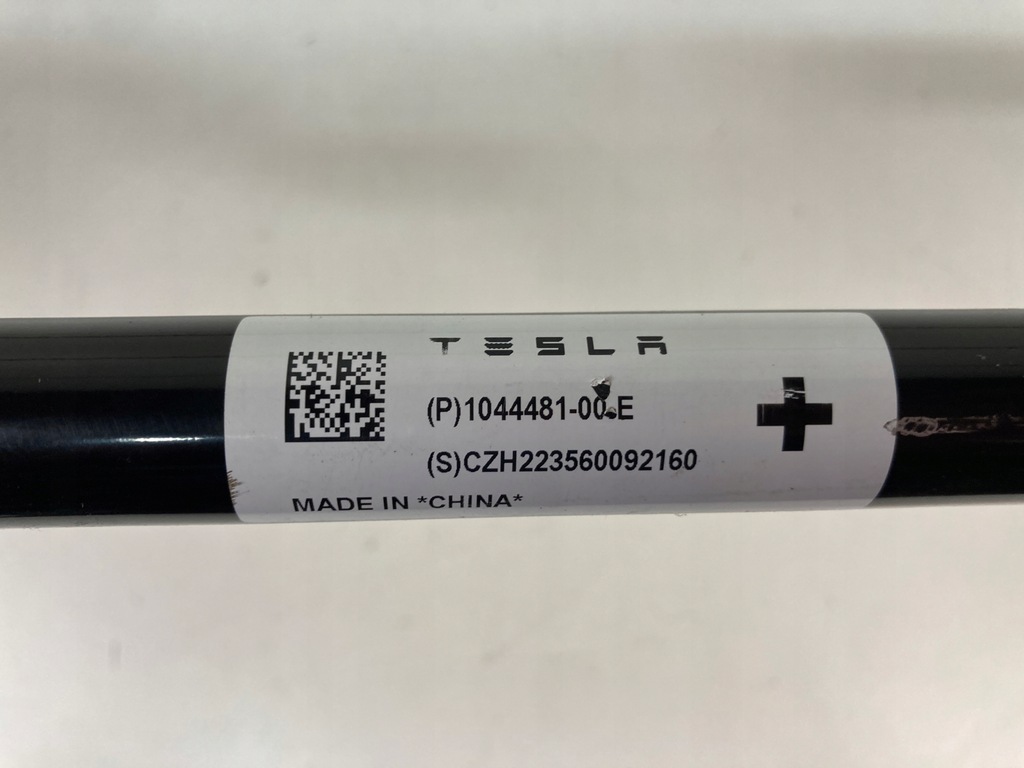 TESLA
(P)1044481-00-E
(S)CZH223560092160
MADE IN *CHINA*